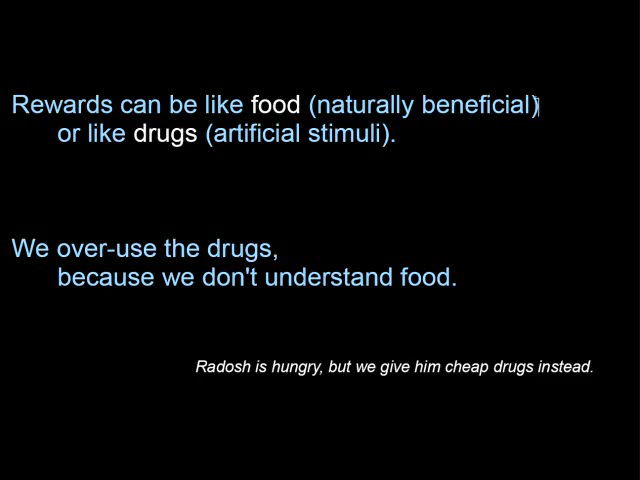 Rewards can be like food (naturally beneficial)
or like drugs (artificial stimuli).
We over-use the drugs,
because we don't understand food.
Radosh is hungry, but we give him cheap drugs instead.